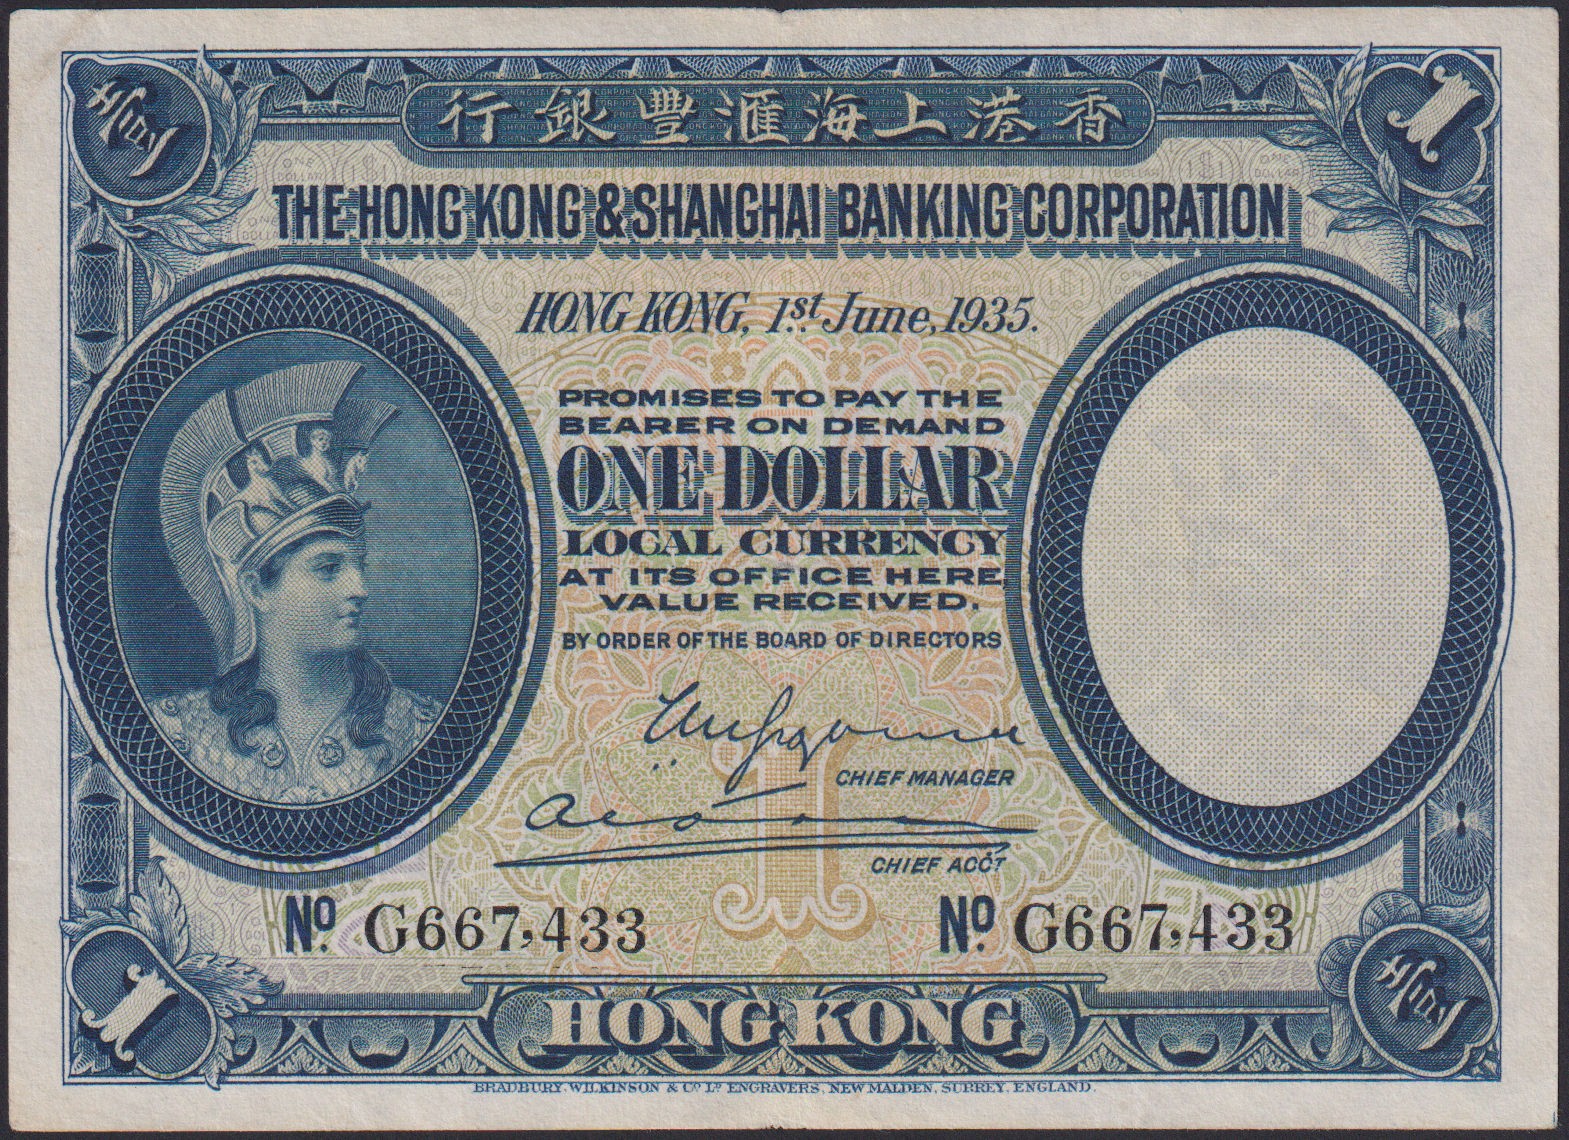 行銀豐滙海上港香
1
THE HONG KONG & SHANGHAI BANKING CORPORATION
HONG KONG, 1st June, 1935.
PROMISES TO PAY THE
BEARER ON DEMAND
ONE DOLLAR
LOCAL CURRENCY
AT ITS OFFICE HERE,
VALUE RECEIVED.
BY ORDER OF THE BOARD OF DIRECTORS
CHIEF MANAGER
CHIEF ACCT
1
No. G667,433
No. G667,433
1
HONG KONG
BRADBURY, WILKINSON & Co. Ld. ENGRAVERS, NEW MALDEN, SURREY, ENGLAND.